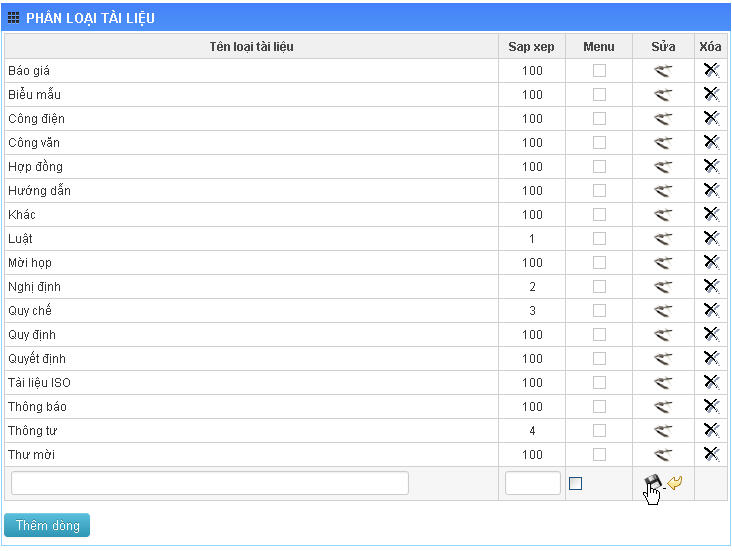 PHÂN LOẠI TÀI LIỆU
Tên loại tài liệu Sap xep Menu Sửa Xóa
Báo giá 100
Biểu mẫu 100
Công điện 100
Công văn 100
Hợp đồng 100
Hướng dẫn 100
Khác 100
Luật 1
Mời họp 100
Nghị định 2
Quy chế 3
Quy định 100
Quyết định 100
Tài liệu ISO 100
Thông báo 100
Thông tư 4
Thư mời 100
Thêm dòng